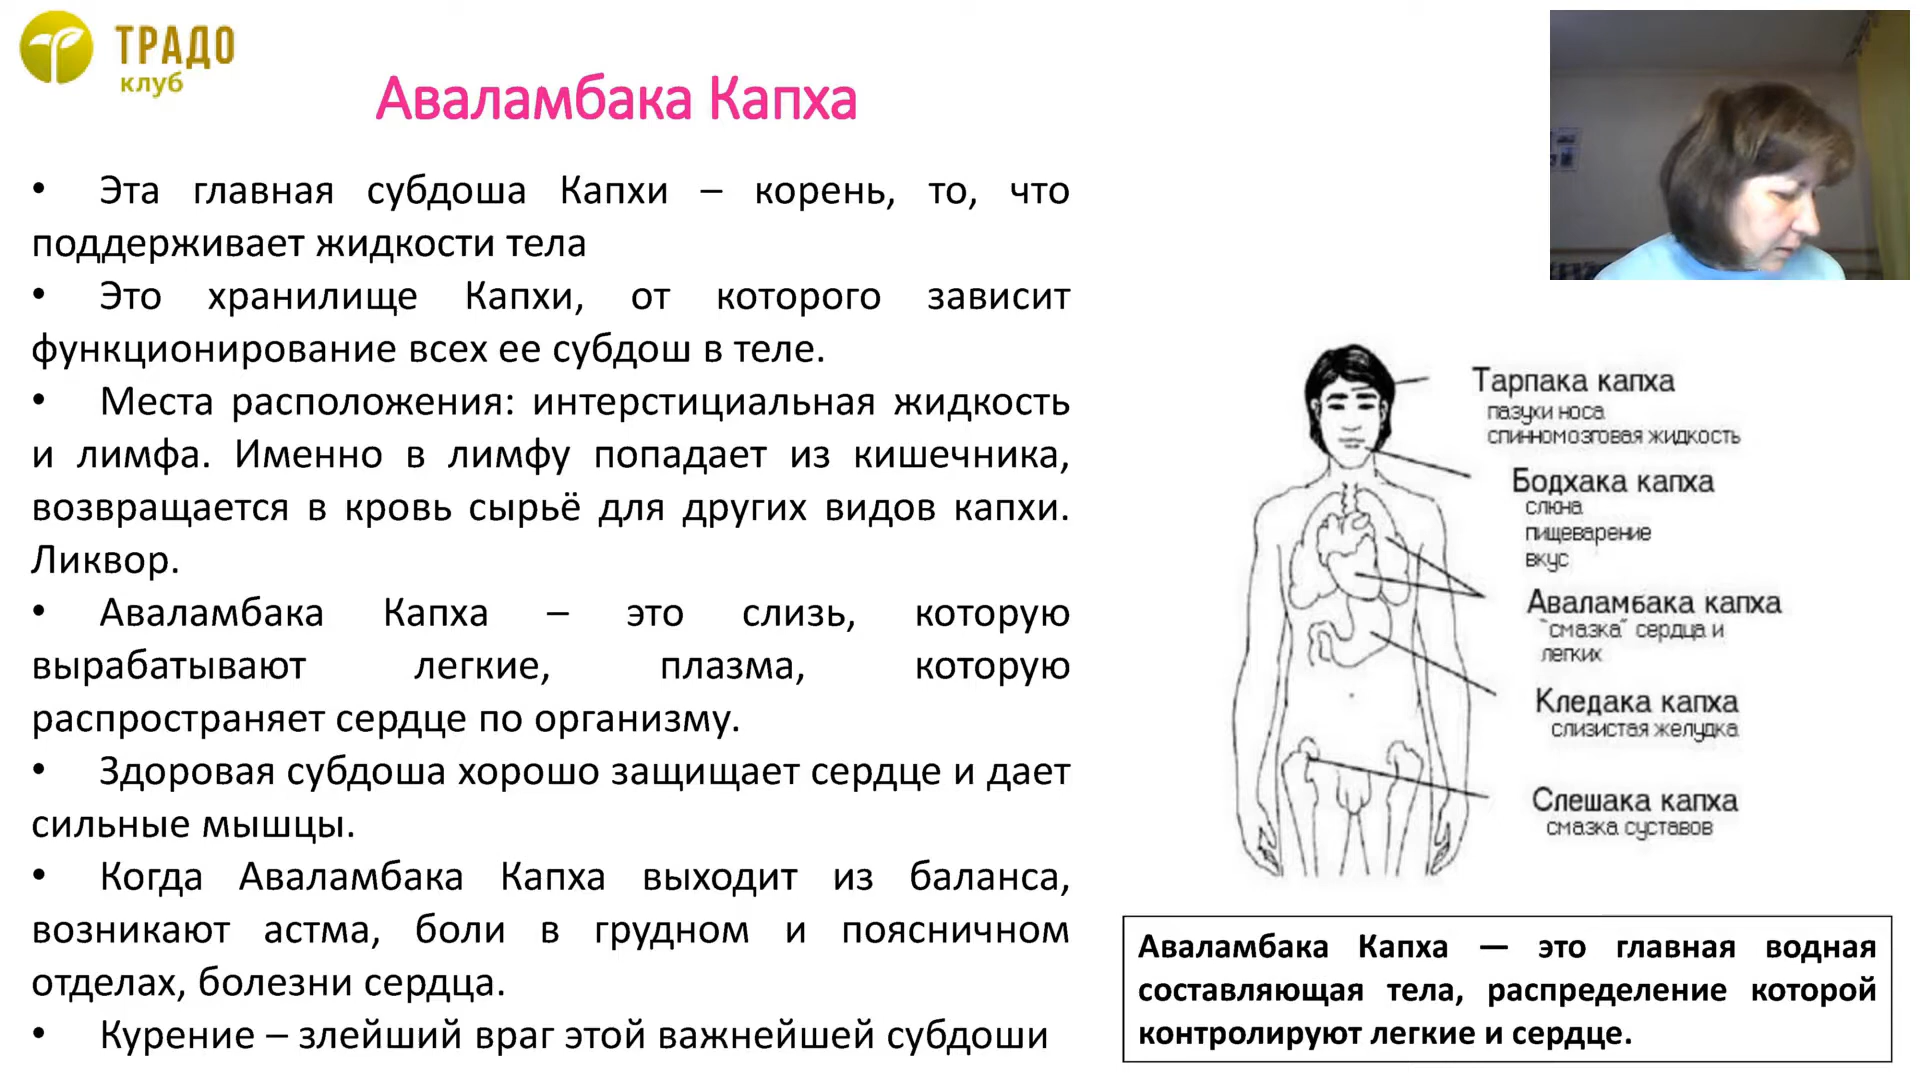 ТРАДО
клуб
Аваламбака Капха
• Эта главная субдоша Капхи – корень, то, что
поддерживает жидкости тела
• Это хранилище Капхи, от которого зависит
функционирование всех ее субдош в теле.
• Места расположения: интерстициальная жидкость
и лимфа. Именно в лимфу попадает из кишечника,
возвращается в кровь сырьё для других видов капхи.
Ликвор.
• Аваламбака Капха – это слизь, которую
вырабатывают легкие, плазма, которую
распространяет сердце по организму.
• Здоровая субдоша хорошо защищает сердце и дает
сильные мышцы.
• Когда Аваламбака Капха выходит из баланса,
возникают астма, боли в грудном и поясничном
отделах, болезни сердца.
• Курение – злейший враг этой важнейшей субдоши
Тарпака капха
пазухи носа
спинномозговая жидкость
Бодхака капха
слюна
пищеварение
вкус
Аваламбака капха
"смазка" сердца и
легких
Кледака капха
слизистая желудка
Слешака капха
смазка суставов
Аваламбака Капха — это главная водная
составляющая тела, распределение которой
контролируют легкие и сердце.